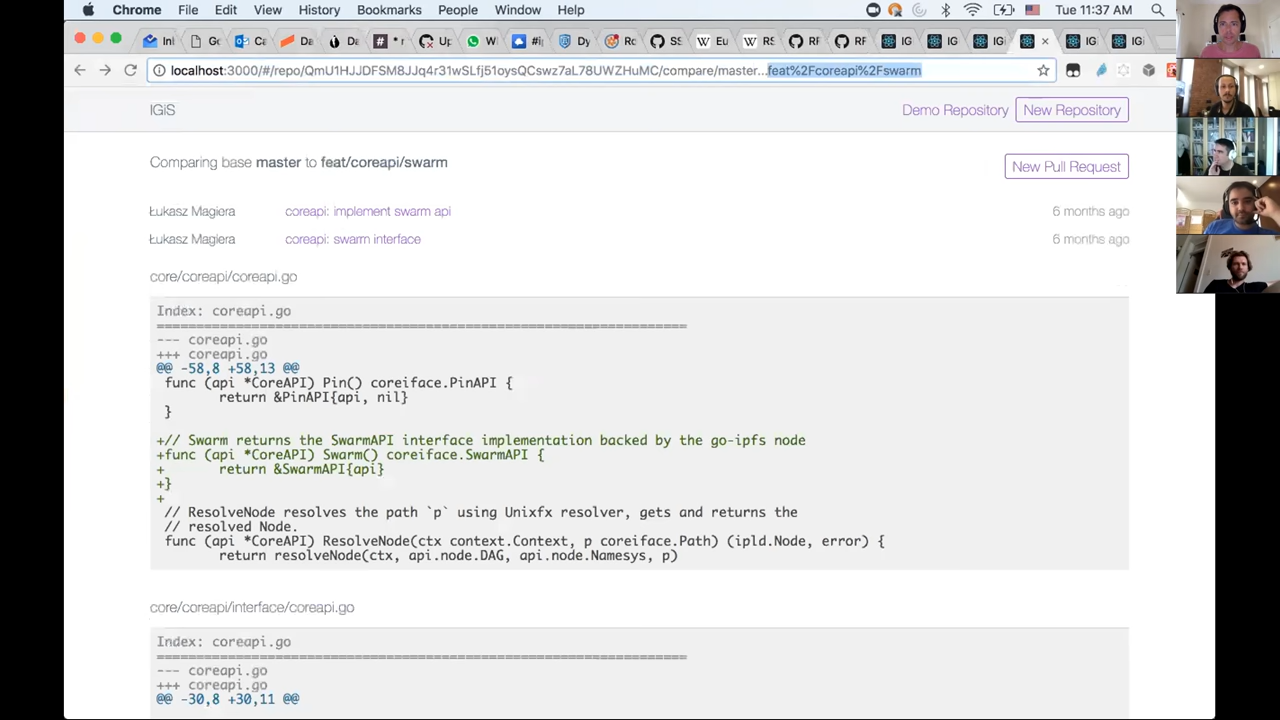 Chrome File Edit View History Bookmarks People Window Help Tue 11:37 AM
localhost:3000/#/repo/QmU1HJJDFSM8JJq4r31wSLfj51oysQCswz7aL78UWZHuMC/compare/master...feat%2Fcoreapi%2Fswarm
IGiS Demo Repository New Repository
Comparing base master to feat/coreapi/swarm New Pull Request
Łukasz Magiera coreapi: implement swarm api 6 months ago
Łukasz Magiera coreapi: swarm interface 6 months ago
core/coreapi/coreapi.go
Index: coreapi.go
===================================================================
--- coreapi.go
+++ coreapi.go
@@ -58,8 +58,13 @@
func (api *CoreAPI) Pin() coreiface.PinAPI {
return &PinAPI{api, nil}
}
+// Swarm returns the SwarmAPI interface implementation backed by the go-ipfs node
+func (api *CoreAPI) Swarm() coreiface.SwarmAPI {
+ return &SwarmAPI{api}
+}
+
// ResolveNode resolves the path `p` using Unixfx resolver, gets and returns the
// resolved Node.
func (api *CoreAPI) ResolveNode(ctx context.Context, p coreiface.Path) (ipld.Node, error) {
return resolveNode(ctx, api.node.DAG, api.node.Namesys, p)
core/coreapi/interface/coreapi.go
Index: coreapi.go
===================================================================
--- coreapi.go
+++ coreapi.go
@@ -30,8 +30,11 @@